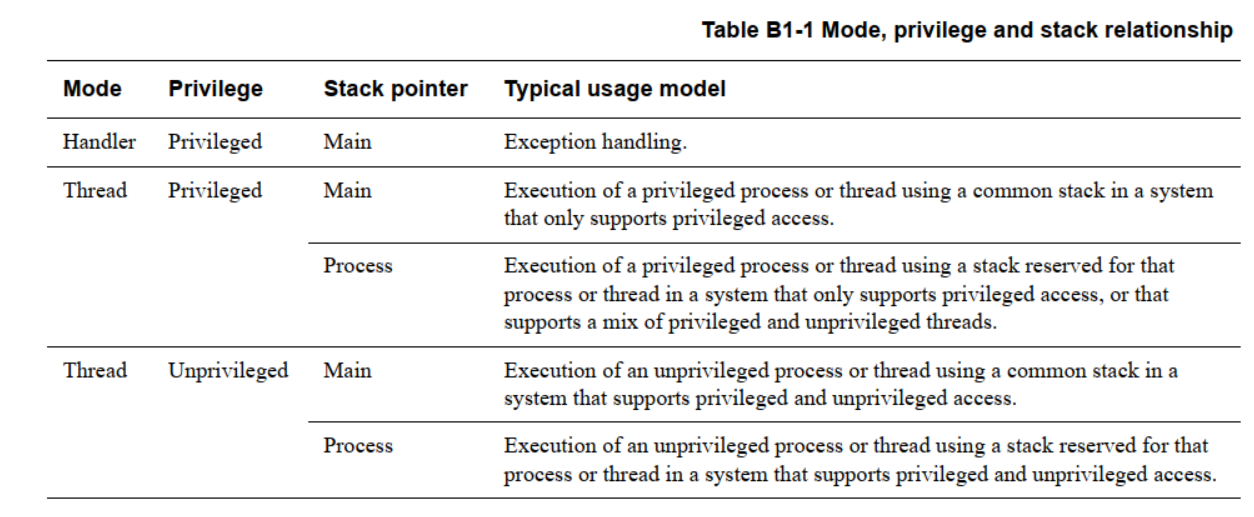 Table B1-1 Mode, privilege and stack relationship
Mode Privilege Stack pointer Typical usage model
Handler Privileged Main Exception handling.
Thread Privileged Main Execution of a privileged process or thread using a common stack in a system
that only supports privileged access.
Process Execution of a privileged process or thread using a stack reserved for that
process or thread in a system that only supports privileged access, or that
supports a mix of privileged and unprivileged threads.
Thread Unprivileged Main Execution of an unprivileged process or thread using a common stack in a
system that supports privileged and unprivileged access.
Process Execution of an unprivileged process or thread using a stack reserved for that
process or thread in a system that supports privileged and unprivileged access.